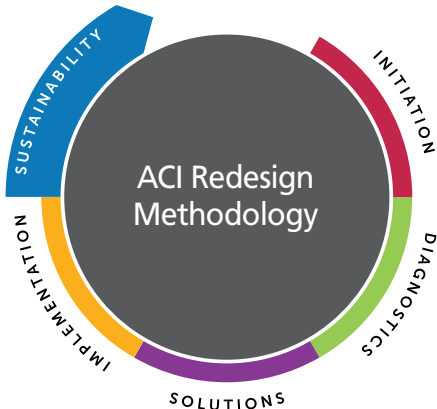 ACI Redesign
Methodology
INITIATION
DIAGNOSTICS
SOLUTIONS
IMPLEMENTATION
SUSTAINABILITY